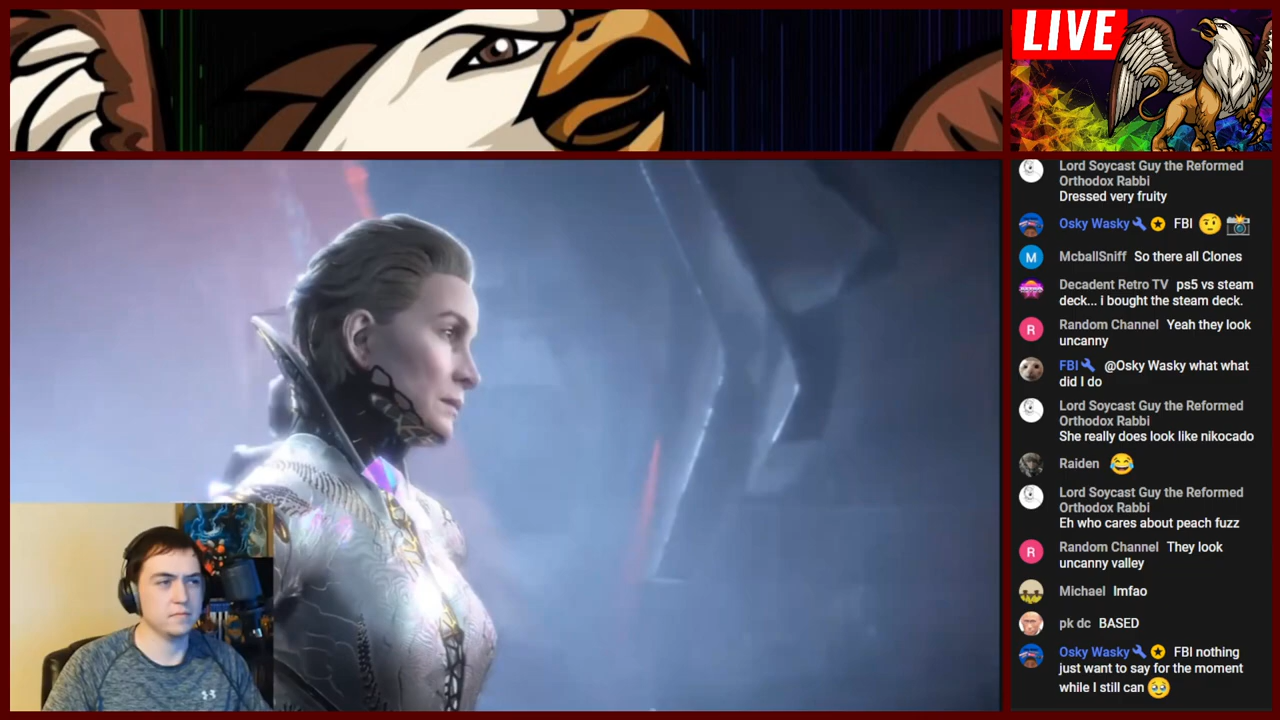 LIVE
Lord Soycast Guy the Reformed
Orthodox Rabbi
Dressed very fruity
Osky Wasky FBI 🤨 📸
M McballSniff So there all Clones
Decadent Retro TV ps5 vs steam
deck... i bought the steam deck.
R Random Channel Yeah they look
uncanny
FBI @Osky Wasky what what
did I do
Lord Soycast Guy the Reformed
Orthodox Rabbi
She really does look like nikocado
Raiden 😂
Lord Soycast Guy the Reformed
Orthodox Rabbi
Eh who cares about peach fuzz
R Random Channel They look
uncanny valley
Michael lmfao
pk dc BASED
Osky Wasky FBI nothing
just want to say for the moment
while I still can 🥹